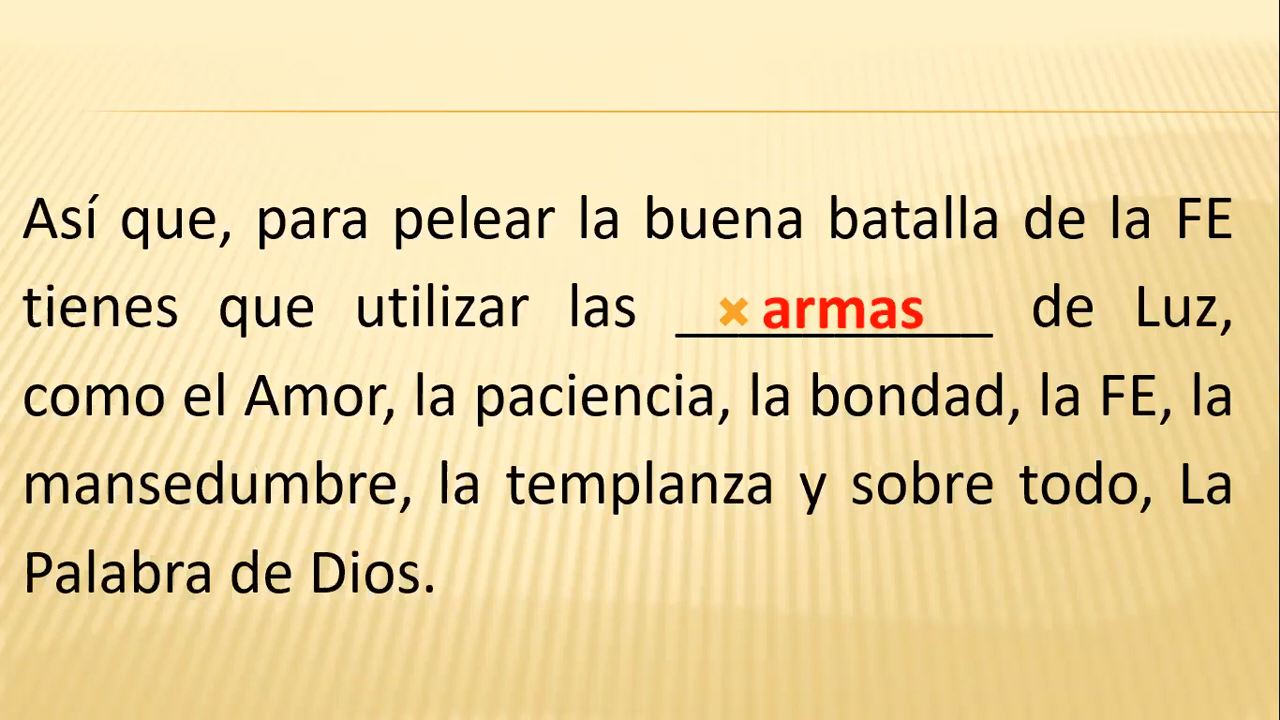 Así que, para pelear la buena batalla de la FE
tienes que utilizar las ___armas___ de Luz,
como el Amor, la paciencia, la bondad, la FE, la
mansedumbre, la templanza y sobre todo, La
Palabra de Dios.